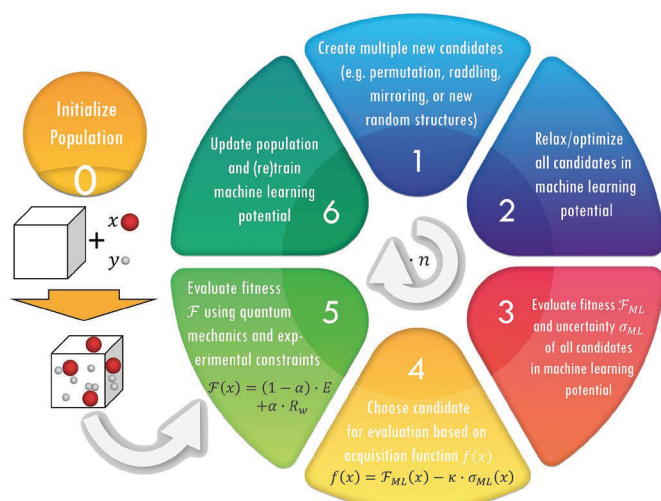 Initialize
Population
0
x
+
y
Create multiple new candidates
(e.g. permutation, raddling,
mirroring, or new
random structures)
1
Relax/optimize
all candidates in
machine learning
potential
2
Evaluate fitness ℱ_ML
and uncertainty σ_ML
of all candidates
in machine learning
potential
3
4
Choose candidate
for evaluation based on
acquisition function f(x)
f(x) = ℱ_ML(x) − κ · σ_ML(x)
Evaluate fitness
ℱ using quantum
mechanics and exp-
erimental constraints
ℱ(x) = (1 − α) · E
+α · R_w
5
Update population
and (re)train
machine learning
potential
6
· n